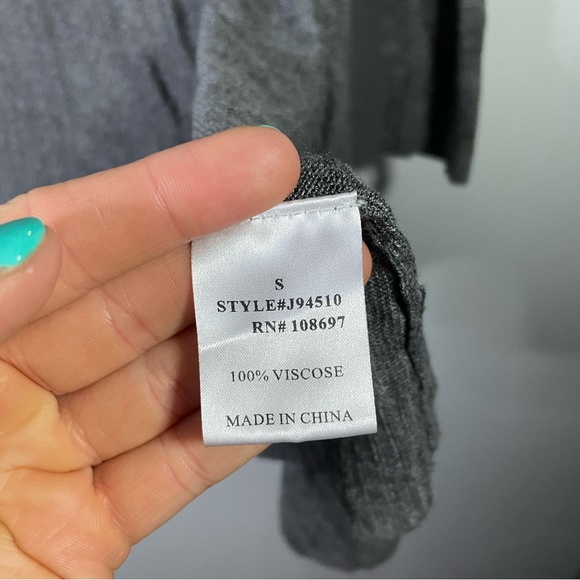 S
STYLE#J94510
RN# 108697
100% VISCOSE
MADE IN CHINA